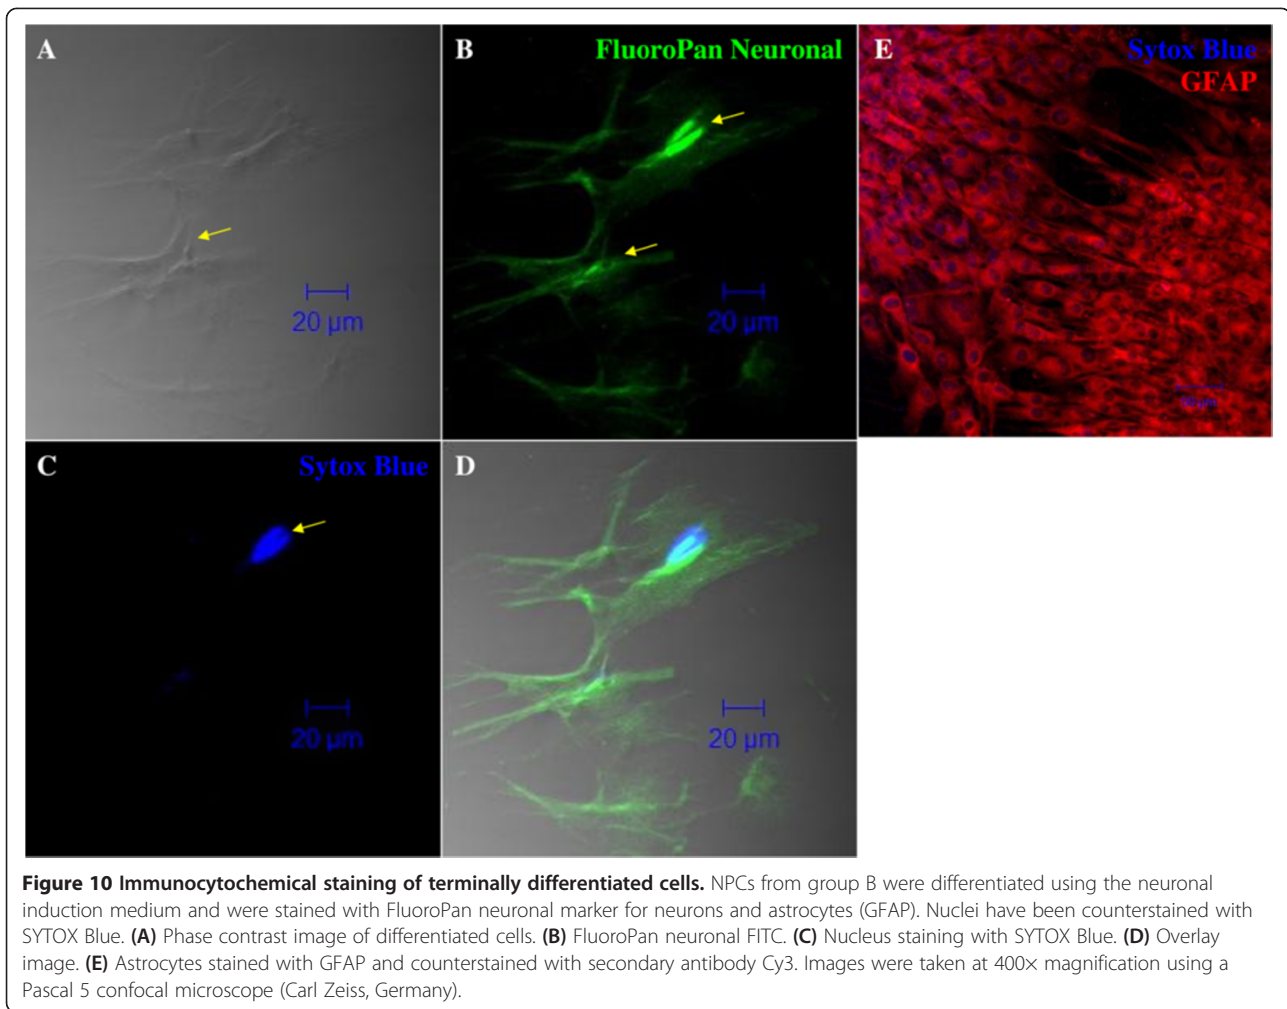 A
B
FluoroPan Neuronal
E
Sytox Blue
GFAP
20 µm
20 µm
C
Sytox Blue
D
20 µm
20 µm
Figure 10 Immunocytochemical staining of terminally differentiated cells. NPCs from group B were differentiated using the neuronal
induction medium and were stained with FluoroPan neuronal marker for neurons and astrocytes (GFAP). Nuclei have been counterstained with
SYTOX Blue. (A) Phase contrast image of differentiated cells. (B) FluoroPan neuronal FITC. (C) Nucleus staining with SYTOX Blue. (D) Overlay
image. (E) Astrocytes stained with GFAP and counterstained with secondary antibody Cy3. Images were taken at 400× magnification using a
Pascal 5 confocal microscope (Carl Zeiss, Germany).